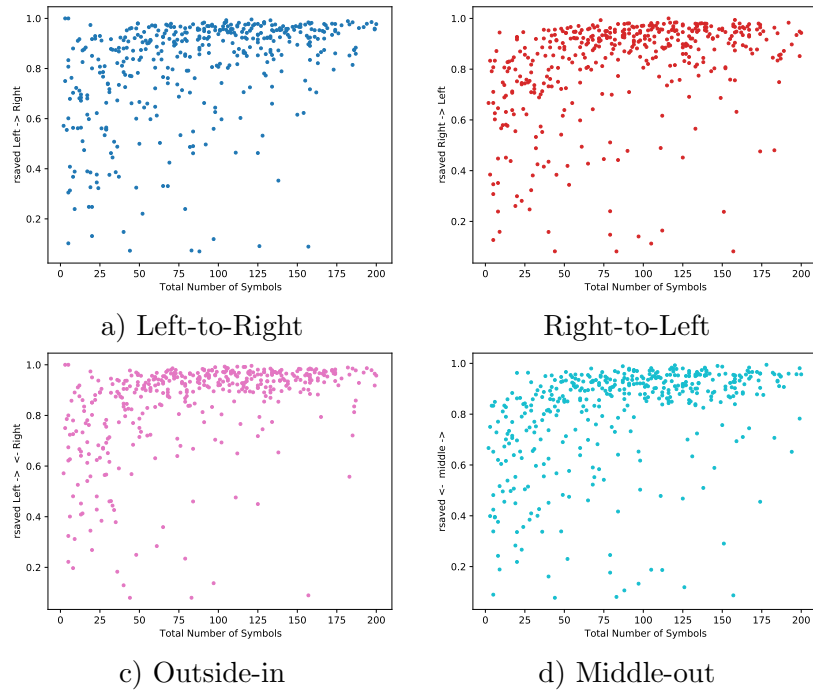 rsaved Left -> Right
1.0
0.8
0.6
0.4
0.2
0 25 50 75 100 125 150 175 200
Total Number of Symbols
a) Left-to-Right
rsaved Right -> Left
1.0
0.8
0.6
0.4
0.2
0 25 50 75 100 125 150 175 200
Total Number of Symbols
Right-to-Left
rsaved Left -> <- Right
1.0
0.8
0.6
0.4
0.2
0 25 50 75 100 125 150 175 200
Total Number of Symbols
c) Outside-in
rsaved <- middle ->
1.0
0.8
0.6
0.4
0.2
0 25 50 75 100 125 150 175 200
Total Number of Symbols
d) Middle-out